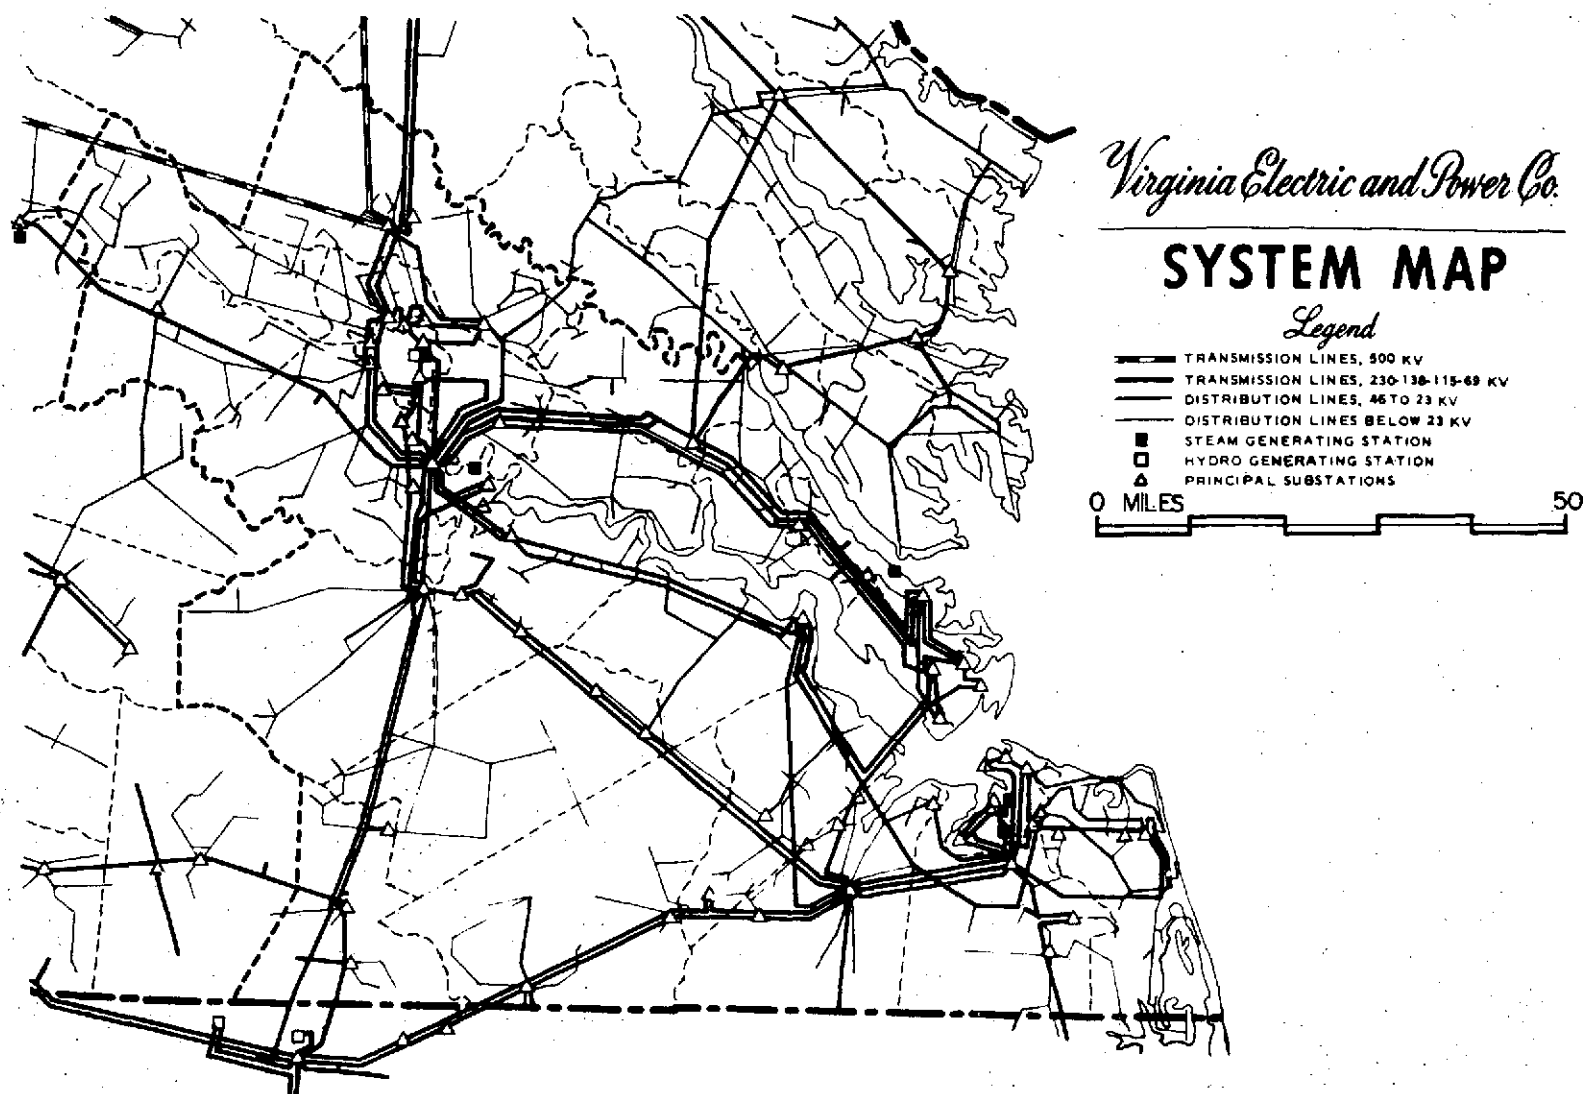 Virginia Electric and Power Co.
SYSTEM MAP
Legend
TRANSMISSION LINES, 500 KV
TRANSMISSION LINES, 230-138-115-69 KV
DISTRIBUTION LINES, 46 TO 23 KV
DISTRIBUTION LINES BELOW 23 KV
STEAM GENERATING STATION
HYDRO GENERATING STATION
PRINCIPAL SUBSTATIONS
0 MILES 50